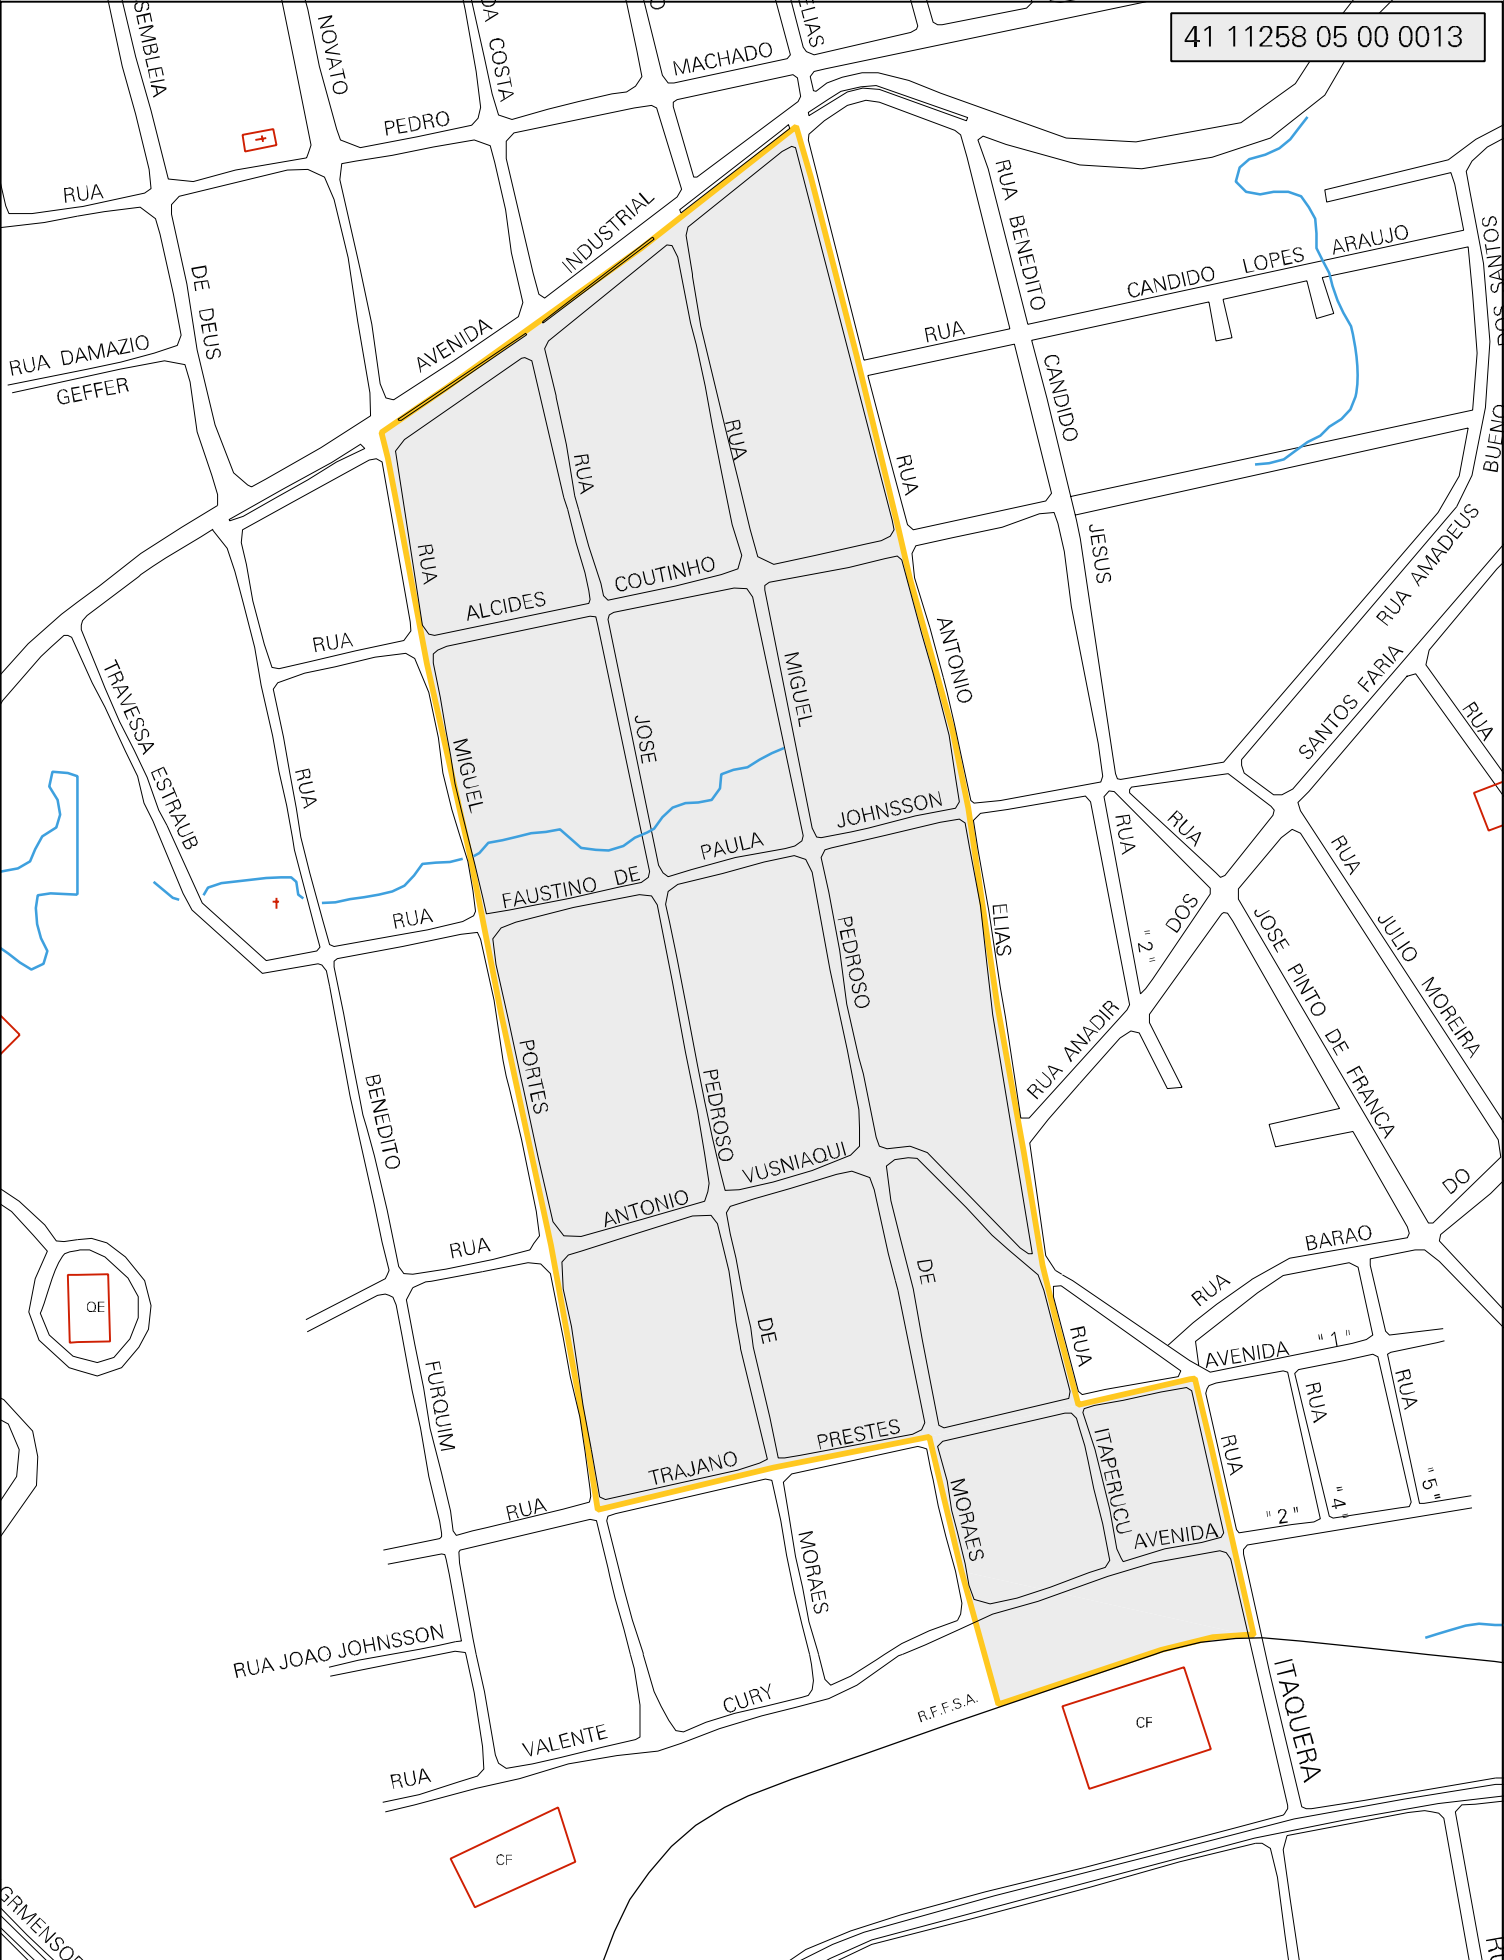 41 11258 05 00 0013
SEMBLEIA
NOVATO
DA COSTA
ELIAS
MACHADO
PEDRO
RUA
DE DEUS
RUA DAMAZIO
GEFFER
AVENIDA INDUSTRIAL
RUA BENEDITO
CANDIDO
JESUS
RUA CANDIDO LOPES ARAUJO
DOS SANTOS
BUENO
RUA AMADEUS
SANTOS FARIA
RUA
RUA ALCIDES COUTINHO
RUA MIGUEL PORTES
RUA JOSE PEDROSO DE MORAES
RUA MIGUEL PEDROSO DE MORAES
RUA ANTONIO ELIAS
TRAVESSA ESTRAUB
RUA BENEDITO FURQUIM
RUA FAUSTINO DE PAULA JOHNSSON
RUA "2"
RUA
JOSE PINTO DE FRANCA
RUA JULIO MOREIRA
RUA ANADIR DOS
RUA ANTONIO VUSNIAQUI
RUA BARAO DO
QE
AVENIDA "1"
RUA ITAPERUCU
RUA
RUA "4"
RUA "5"
"2"
RUA TRAJANO PRESTES
AVENIDA
ITAQUERA
RUA JOAO JOHNSSON
RUA VALENTE CURY
R.F.F.S.A.
CF
CF
GRMENSOR